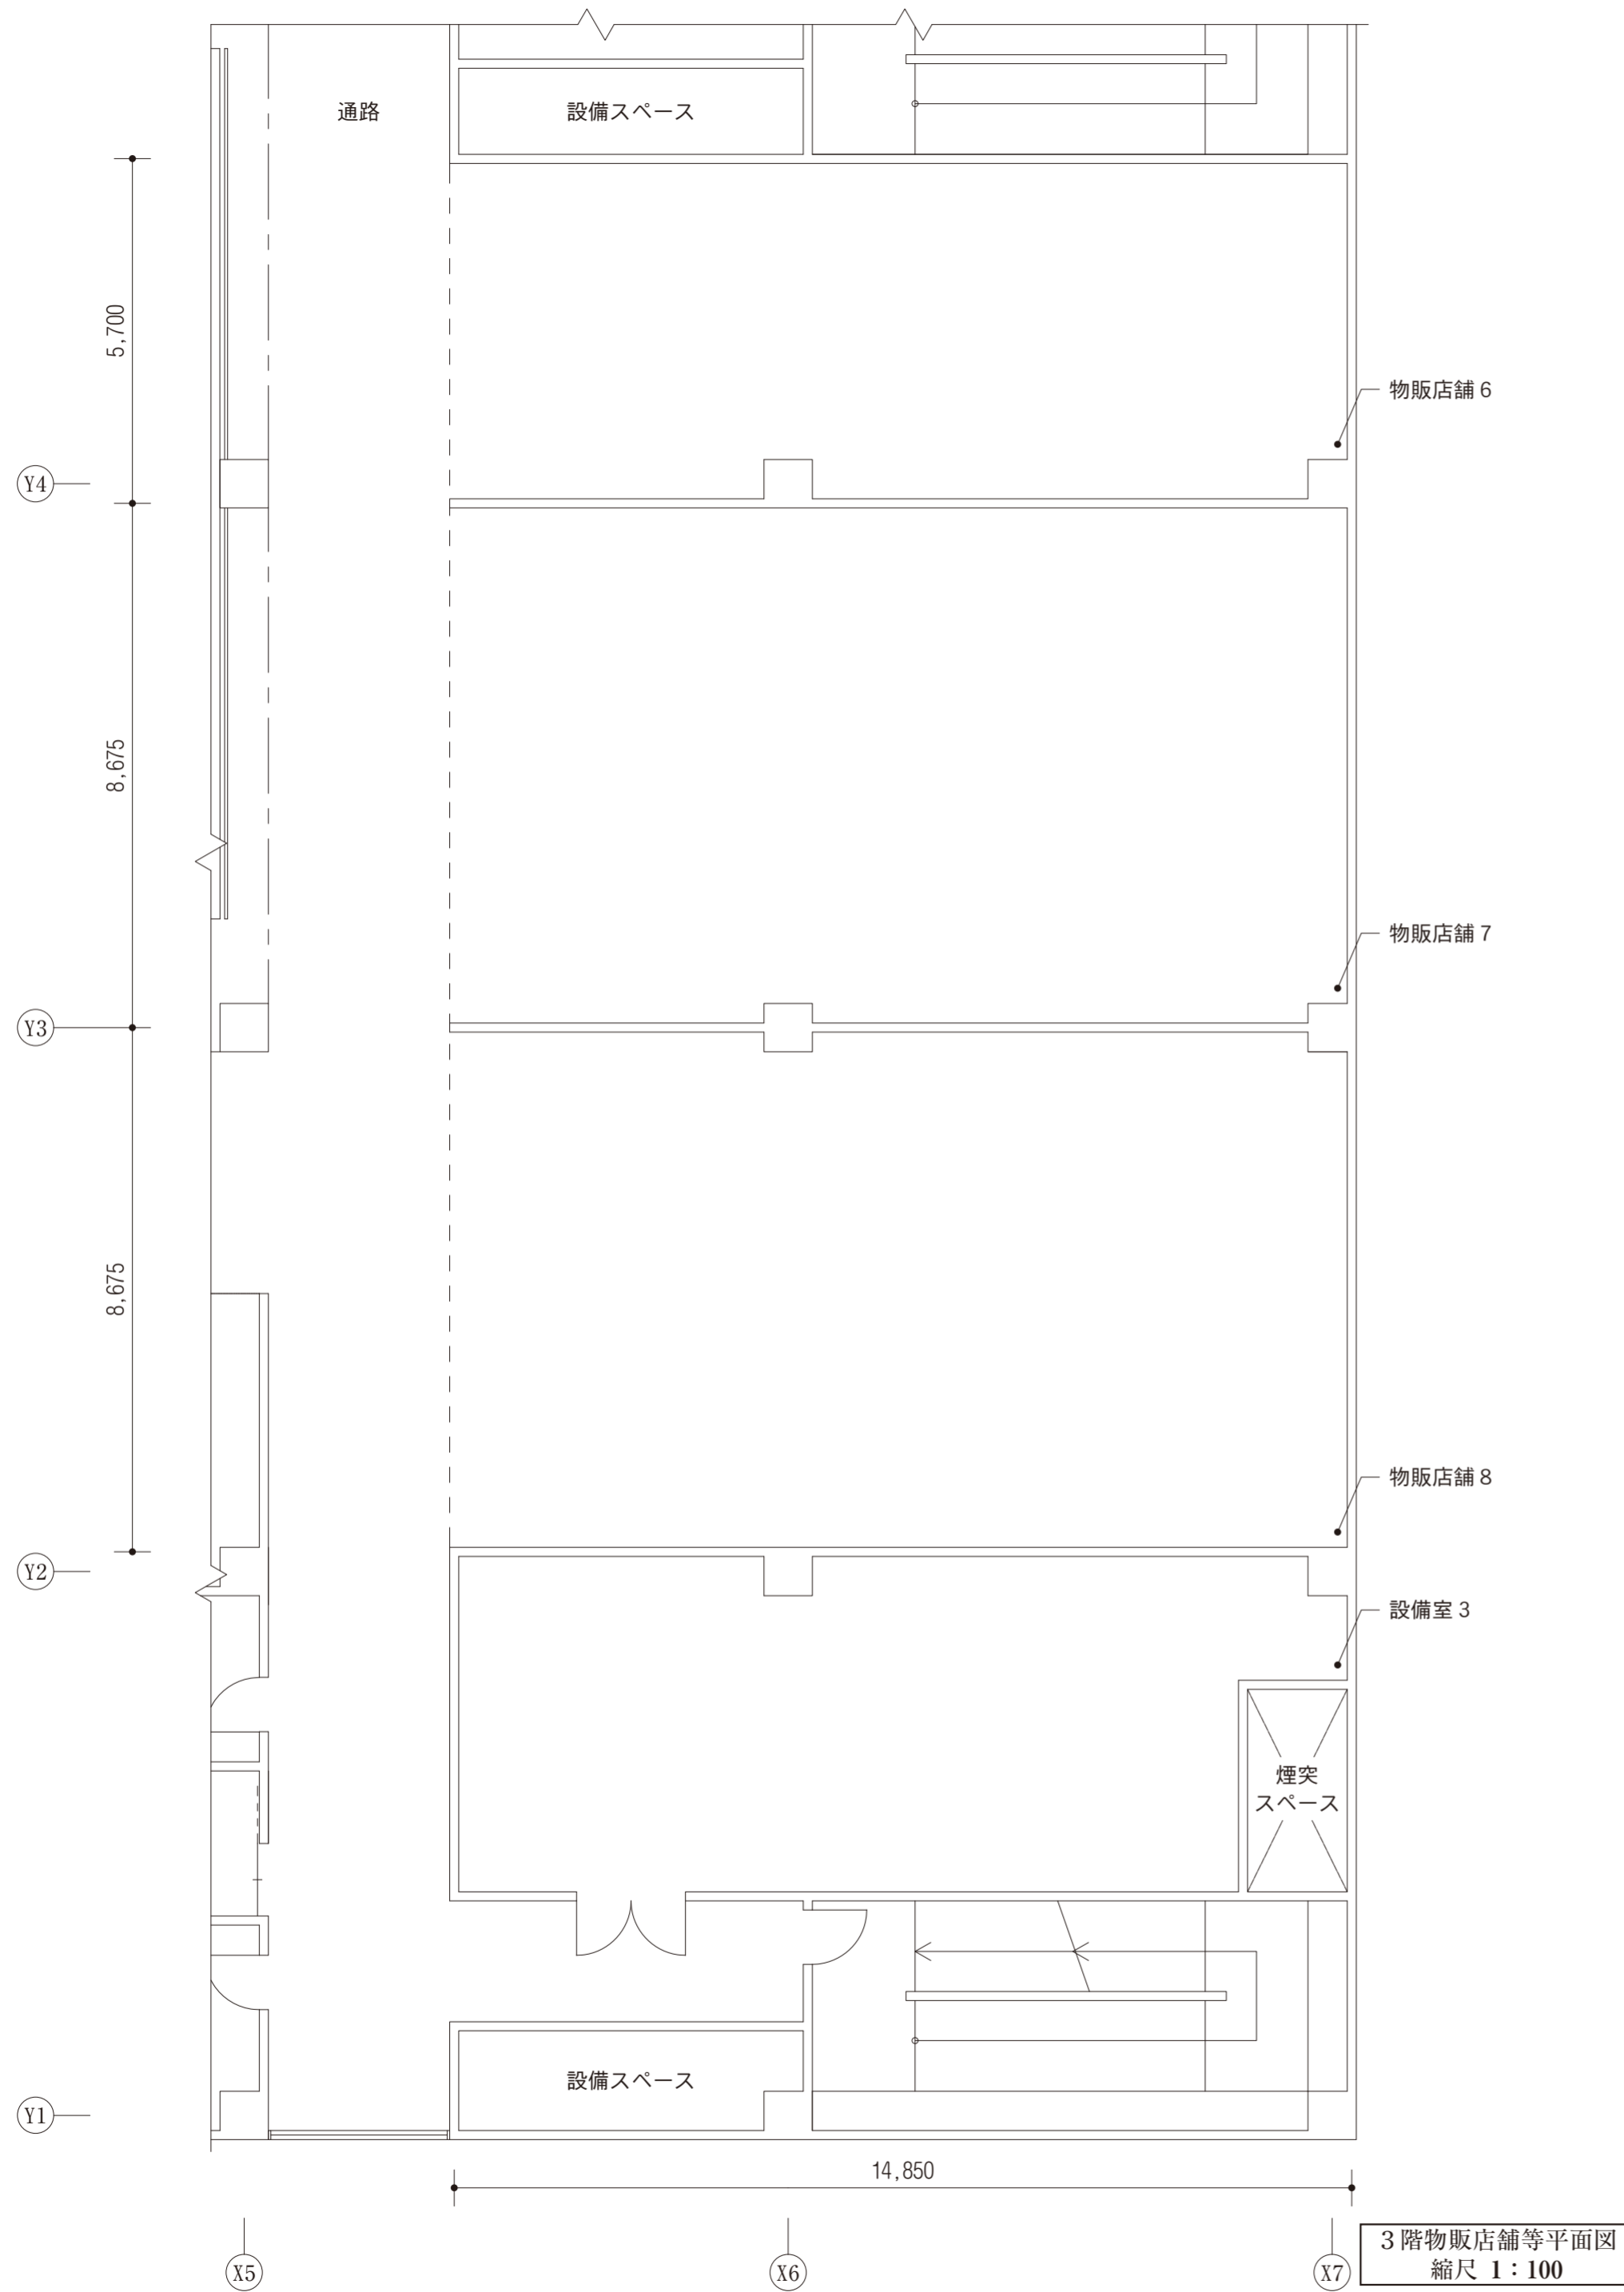 通路
設備スペース
5,700
物販店舗 6
Y4
8,675
物販店舗 7
Y3
8,675
物販店舗 8
Y2
設備室 3
煙突
スペース
設備スペース
Y1
14,850
X5
X6
X7
3 階物販店舗等平面図
縮尺 1：100